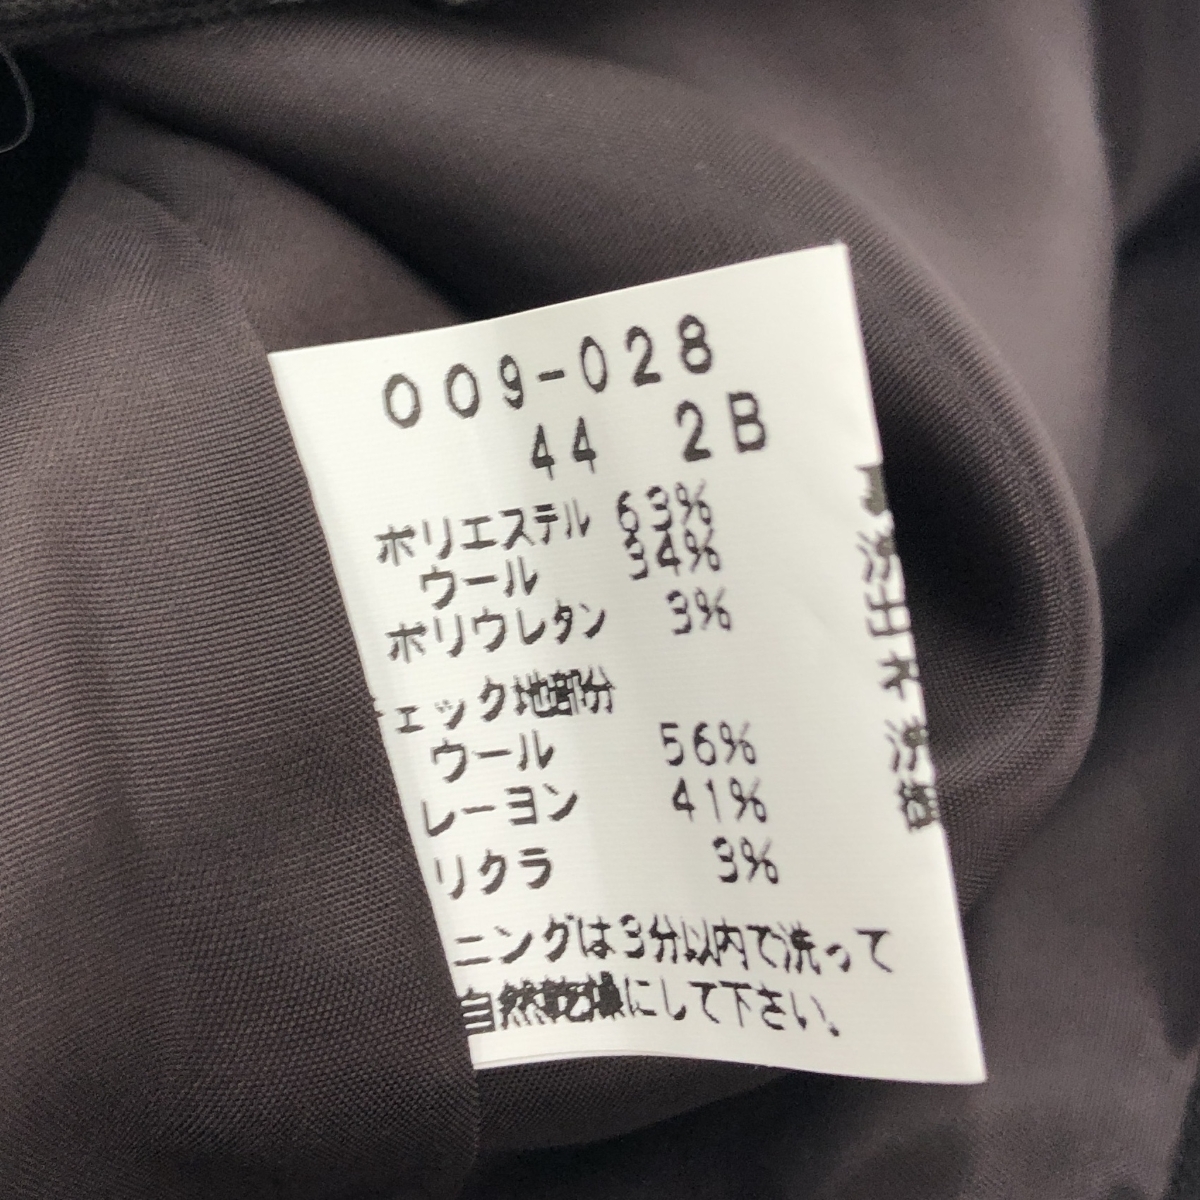 009-028
44 2B
ポリエステル 63%
ウール 34%
ポリウレタン 3%
ェック地部分
ウール 56%
レーヨン 41%
リクラ 3%
ニングは3分以内で洗って
自然乾燥にして下さい。